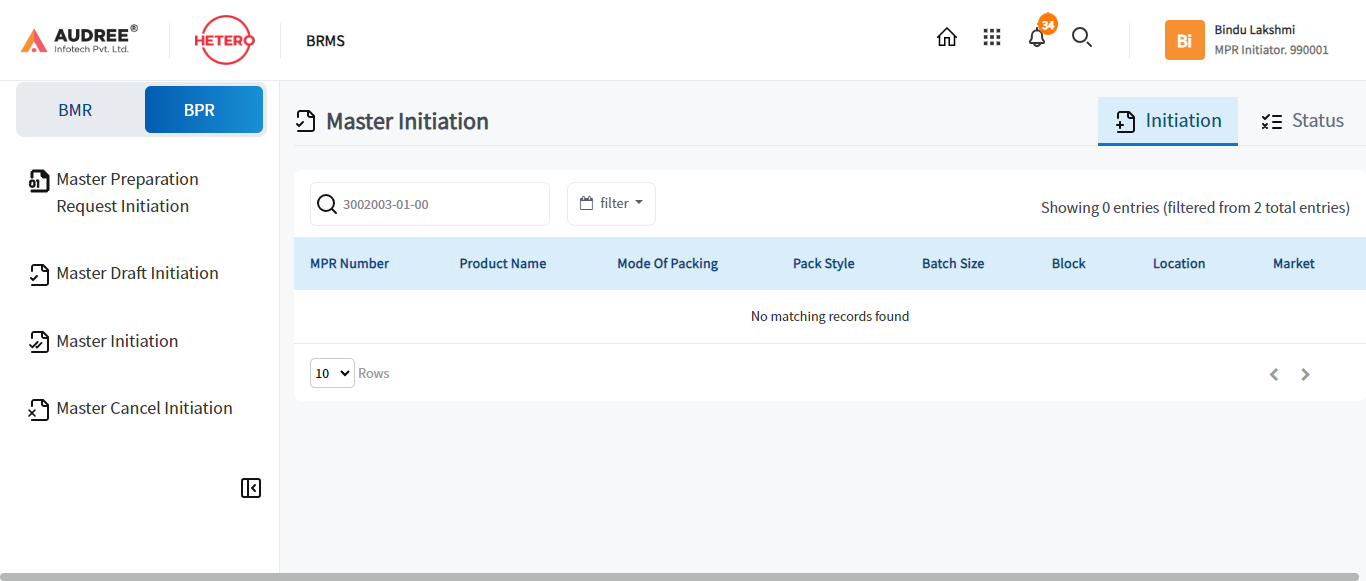 AUDREE®
Infotech Pvt. Ltd.
HETERO
BRMS
34
Bi
Bindu Lakshmi
MPR Initiator. 990001
BMR
BPR
Master Preparation
Request Initiation
Master Draft Initiation
Master Initiation
Master Cancel Initiation
Master Initiation
Initiation
Status
3002003-01-00
filter
Showing 0 entries (filtered from 2 total entries)
MPR Number Product Name Mode Of Packing Pack Style Batch Size Block Location Market
No matching records found
10 Rows